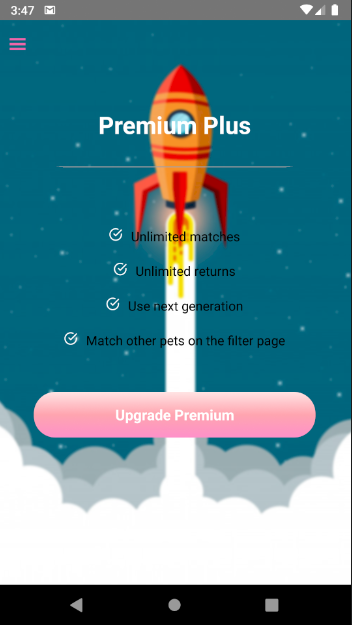 3:47
Premium Plus
Unlimited matches
Unlimited returns
Use next generation
Match other pets on the filter page
Upgrade Premium